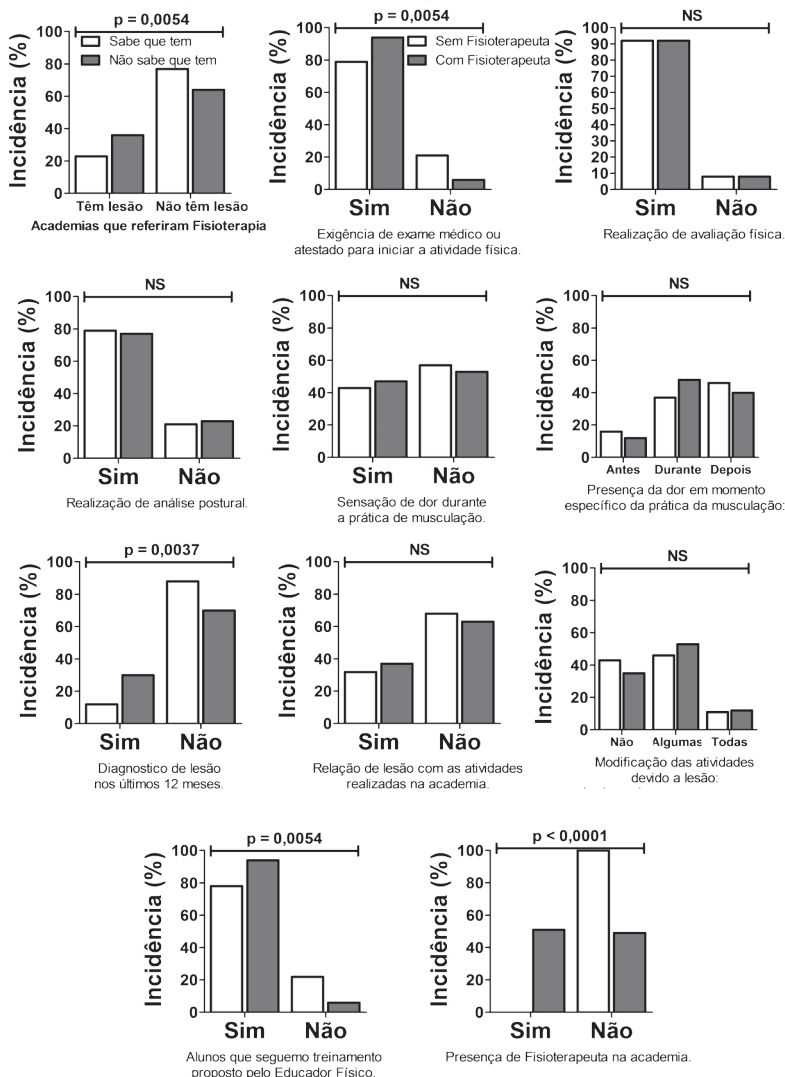 p = 0,0054
Incidência (%)
100
80
60
40
20
0
Sabe que tem
Não sabe que tem
Têm lesão Não têm lesão
Academias que referiram Fisioterapia
p = 0,0054
Incidência (%)
100
80
60
40
20
0
Sem Fisioterapeuta
Com Fisioterapeuta
Sim Não
Exigência de exame médico ou
atestado para iniciar a atividade física.
NS
Incidência (%)
100
90
80
70
60
50
40
30
20
10
0
Sim Não
Realização de avaliação física.
NS
Incidência (%)
100
80
60
40
20
0
Sim Não
Realização de análise postural.
NS
Incidência (%)
100
80
60
40
20
0
Sim Não
Sensação de dor durante
a prática de musculação.
NS
Incidência (%)
100
80
60
40
20
0
Antes Durante Depois
Presença da dor em momento
específico da prática da musculação:
p = 0,0037
Incidência (%)
100
80
60
40
20
0
Sim Não
Diagnostico de lesão
nos últimos 12 meses.
NS
Incidência (%)
100
80
60
40
20
0
Sim Não
Relação de lesão com as atividades
realizadas na academia.
NS
Incidência (%)
100
80
60
40
20
0
Não Algumas Todas
Modificação das atividades
devido a lesão:
p = 0,0054
Incidência (%)
100
80
60
40
20
0
Sim Não
Alunos que seguemo treinamento
proposto pelo Educador Físico.
p < 0,0001
Incidência (%)
100
80
60
40
20
0
Sim Não
Presença de Fisioterapeuta na academia.